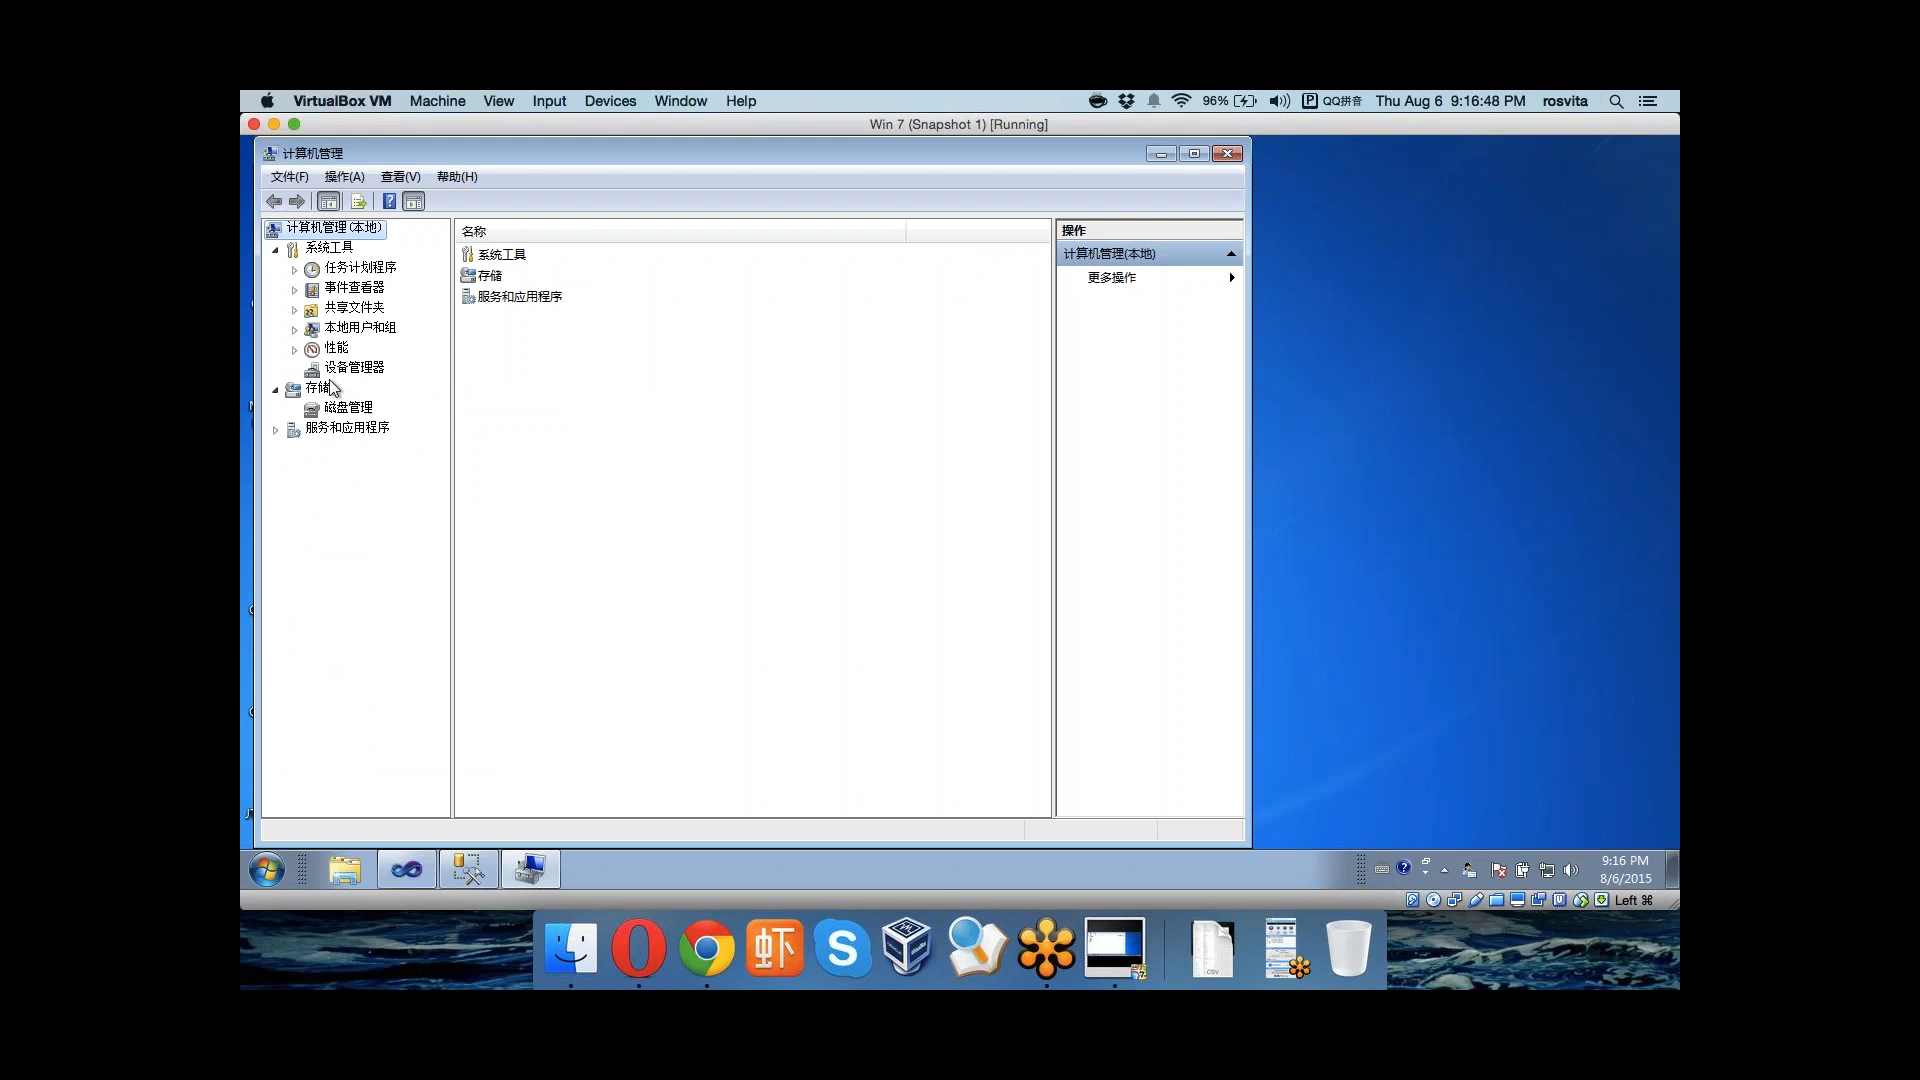 VirtualBox VM Machine View Input Devices Window Help 96% QQ拼音 Thu Aug 6 9:16:48 PM rosvita
Win 7 (Snapshot 1) [Running]
计算机管理
文件(F) 操作(A) 查看(V) 帮助(H)
计算机管理(本地)
系统工具
任务计划程序
事件查看器
共享文件夹
本地用户和组
性能
设备管理器
存储
磁盘管理
服务和应用程序
名称
系统工具
存储
服务和应用程序
操作
计算机管理(本地)
更多操作
9:16 PM
8/6/2015
Left ⌘
虾
CSV